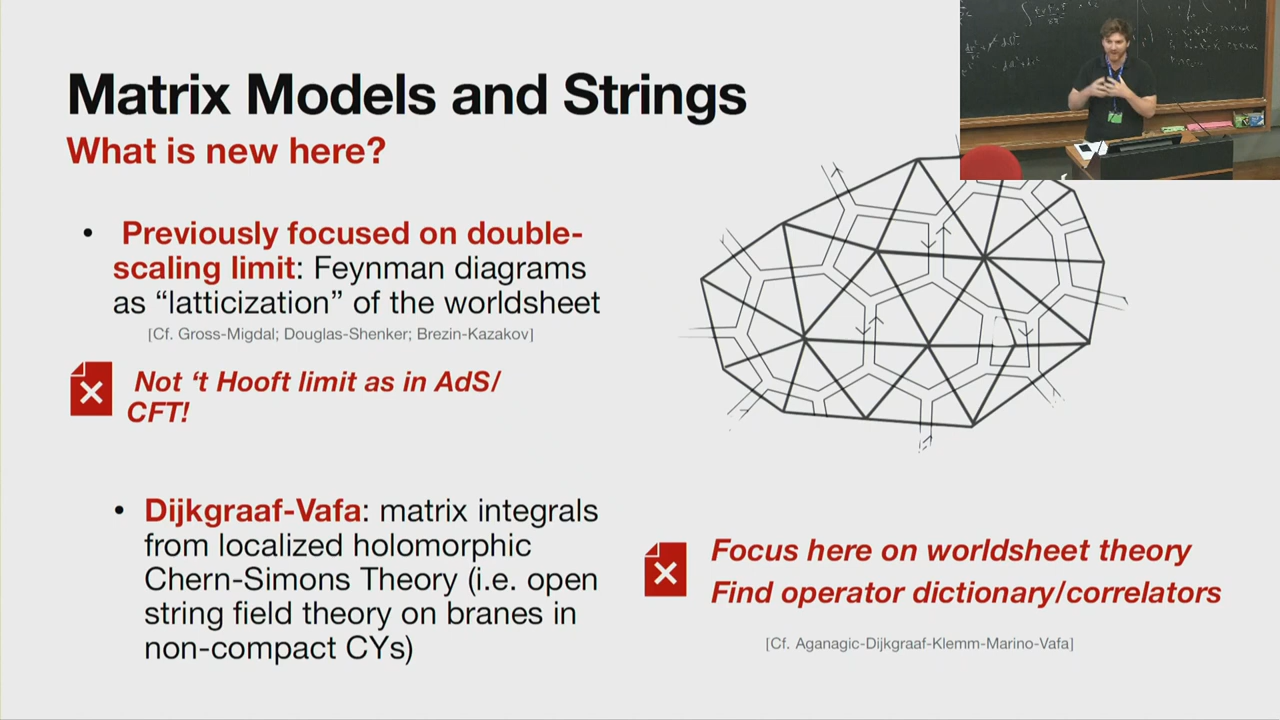 Matrix Models and Strings
What is new here?
• Previously focused on double-
scaling limit: Feynman diagrams
as “latticization” of the worldsheet
[Cf. Gross-Migdal; Douglas-Shenker; Brezin-Kazakov]
Not ‘t Hooft limit as in AdS/
CFT!
• Dijkgraaf-Vafa: matrix integrals
from localized holomorphic
Chern-Simons Theory (i.e. open
string field theory on branes in
non-compact CYs)
Focus here on worldsheet theory
Find operator dictionary/correlators
[Cf. Aganagic-Dijkgraaf-Klemm-Marino-Vafa]